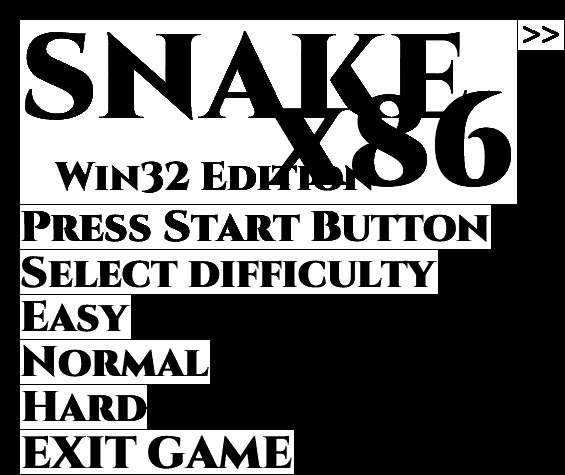 SNAKE
>>
x86
Win32 Edition
Press Start Button
Select difficulty
Easy
Normal
Hard
EXIT GAME